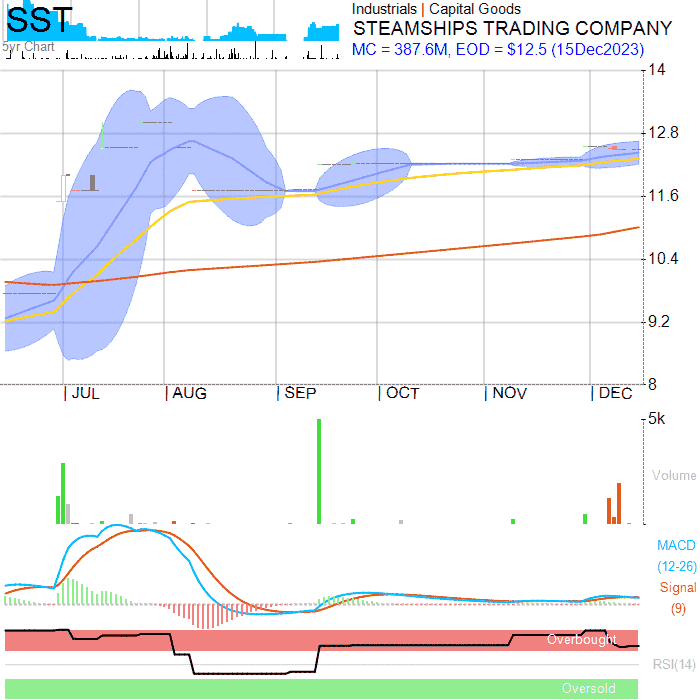 SST
5yr Chart
Industrials | Capital Goods
STEAMSHIPS TRADING COMPANY
MC = 387.6M, EOD = $12.5 (15Dec2023)
14
12.8
11.6
10.4
9.2
8
| JUL | AUG | SEP | OCT | NOV | DEC
5k
Volume
MACD
(12-26)
Signal
(9)
Overbought
RSI(14)
Oversold